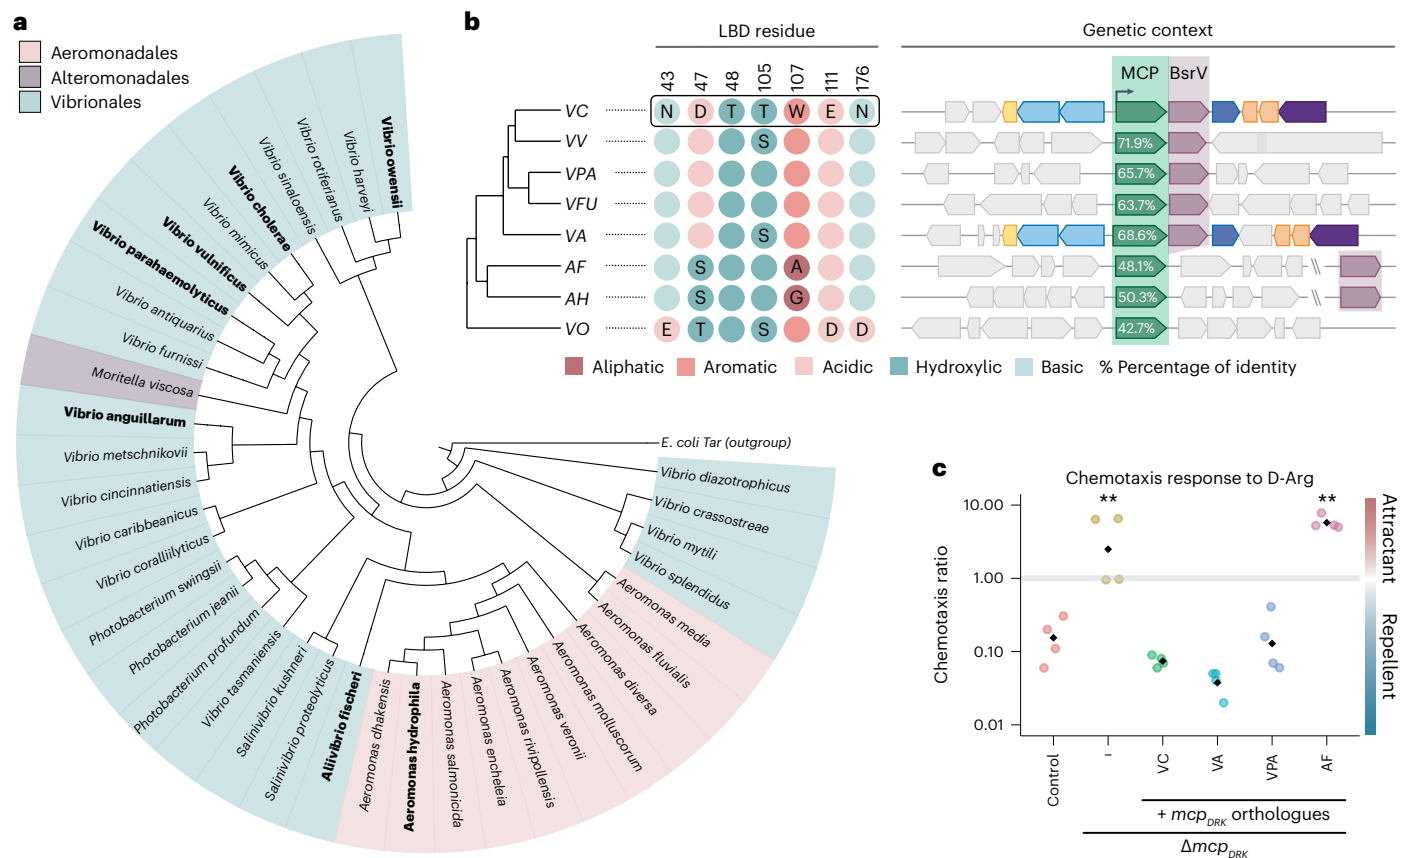 a
Aeromonadales
Alteromonadales
Vibrionales
Vibrio owensii
Vibrio harveyi
Vibrio rotiferianus
Vibrio sinaloensis
Vibrio cholerae
Vibrio mimicus
Vibrio vulnificus
Vibrio parahaemolyticus
Vibrio antiquarius
Vibrio furnissi
Moritella viscosa
Vibrio anguillarum
Vibrio metschnikovii
Vibrio cincinnatiensis
Vibrio caribbeanicus
Vibrio coralliilyticus
Photobacterium swingsii
Photobacterium jeanii
Photobacterium profundum
Vibrio tasmaniensis
Salinivibrio kushneri
Salinivibrio proteolyticus
Aliivibrio fischeri
Aeromonas dhakensis
Aeromonas hydrophila
Aeromonas salmonicida
Aeromonas encheleia
Aeromonas rivipollensis
Aeromonas veronii
Aeromonas molluscorum
Aeromonas diversa
Aeromonas fluvialis
Aeromonas media
Vibrio splendidus
Vibrio mytili
Vibrio crassostreae
Vibrio diazotrophicus
E. coli Tar (outgroup)
b
LBD residue
43 47 48 105 107 111 176
Genetic context
MCP BsrV
VC N D T T W E N
VV S 71.9%
VPA 65.7%
VFU 63.7%
VA S 68.6%
AF S A 48.1%
AH S G 50.3%
VO E T S D D 42.7%
Aliphatic Aromatic Acidic Hydroxylic Basic % Percentage of identity
c
Chemotaxis response to D-Arg
Chemotaxis ratio
10.00
1.00
0.10
0.01
** **
Attractant
Repellent
Control – VC VA VPA AF
+ mcpDRK orthologues
ΔmcpDRK